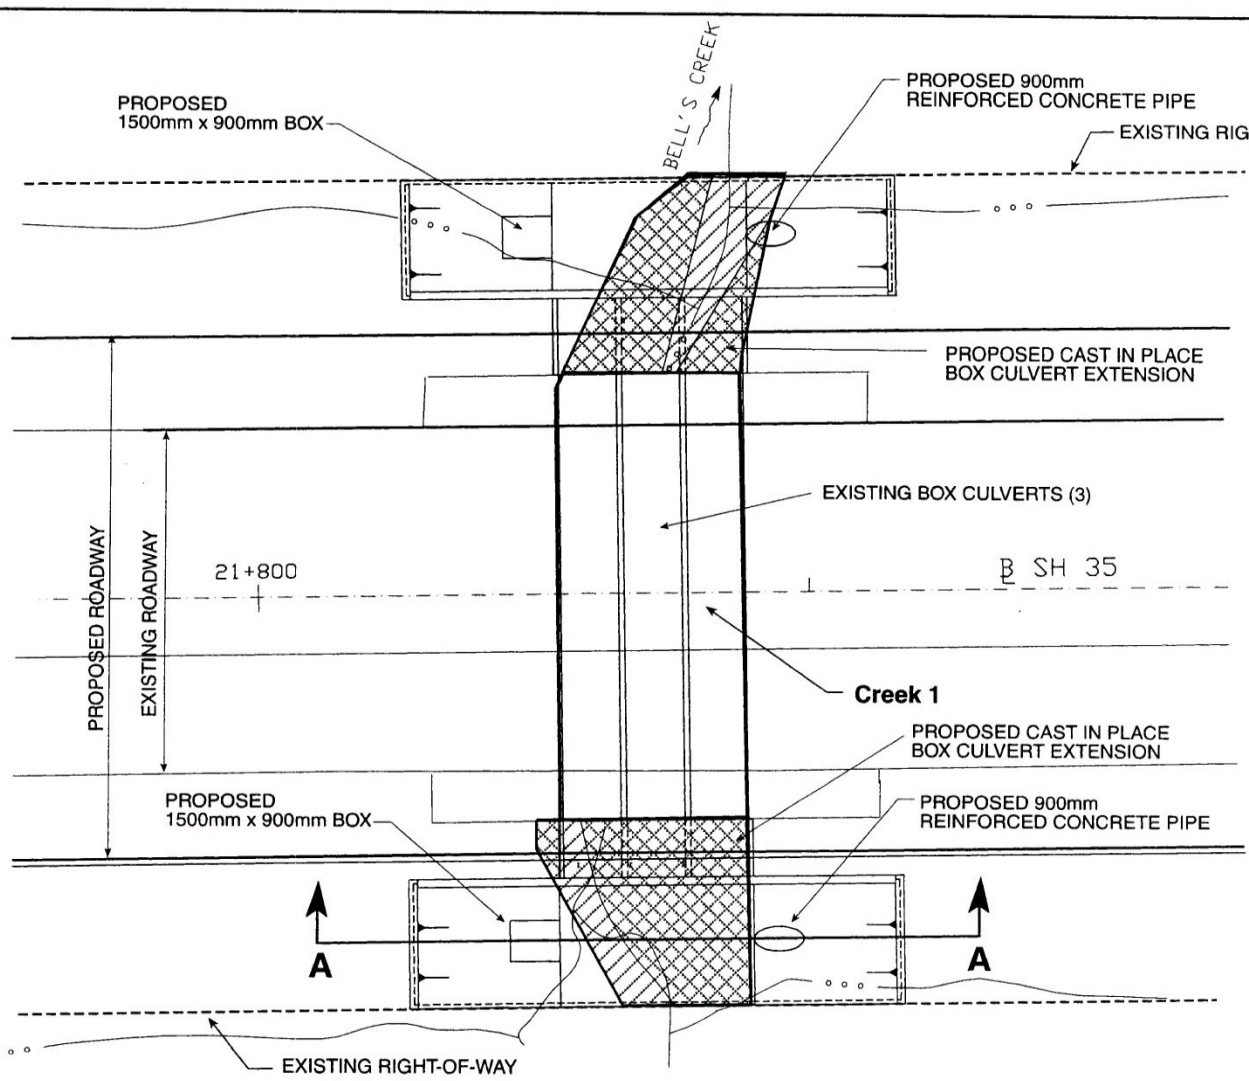 PROPOSED
1500mm x 900mm BOX
BELL'S CREEK
PROPOSED 900mm
REINFORCED CONCRETE PIPE
EXISTING RIG
PROPOSED CAST IN PLACE
BOX CULVERT EXTENSION
EXISTING BOX CULVERTS (3)
PROPOSED ROADWAY
EXISTING ROADWAY
21+800
B SH 35
Creek 1
PROPOSED CAST IN PLACE
BOX CULVERT EXTENSION
PROPOSED
1500mm x 900mm BOX
PROPOSED 900mm
REINFORCED CONCRETE PIPE
A
A
EXISTING RIGHT-OF-WAY